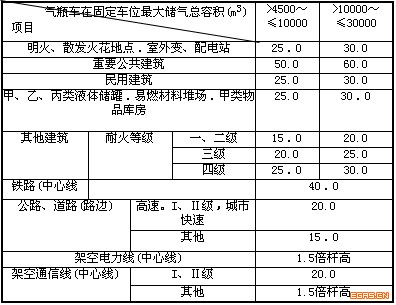 气瓶车在固定车位最大储气总容积(m³)
项目
>4500~≤10000
>10000~≤30000
明火、散发火花地点.室外变、配电站 25.0 30.0
重要公共建筑 50.0 60.0
民用建筑 25.0 30.0
甲、乙、丙类液体储罐.易燃材料堆场.甲类物品库房 25.0 30.0
其他建筑 耐火等级 一、二级 15.0 20.0
三级 20.0 25.0
四级 25.0 30.0
铁路(中心线 40.0
公路、道路(路边) 高速。I、II级,城市快速 20.0
其他 15.0
架空电力线(中心线) 1.5倍杆高
架空通信线(中心线) I、II级 20.0
其他 1.5倍杆高
EGAS.CN